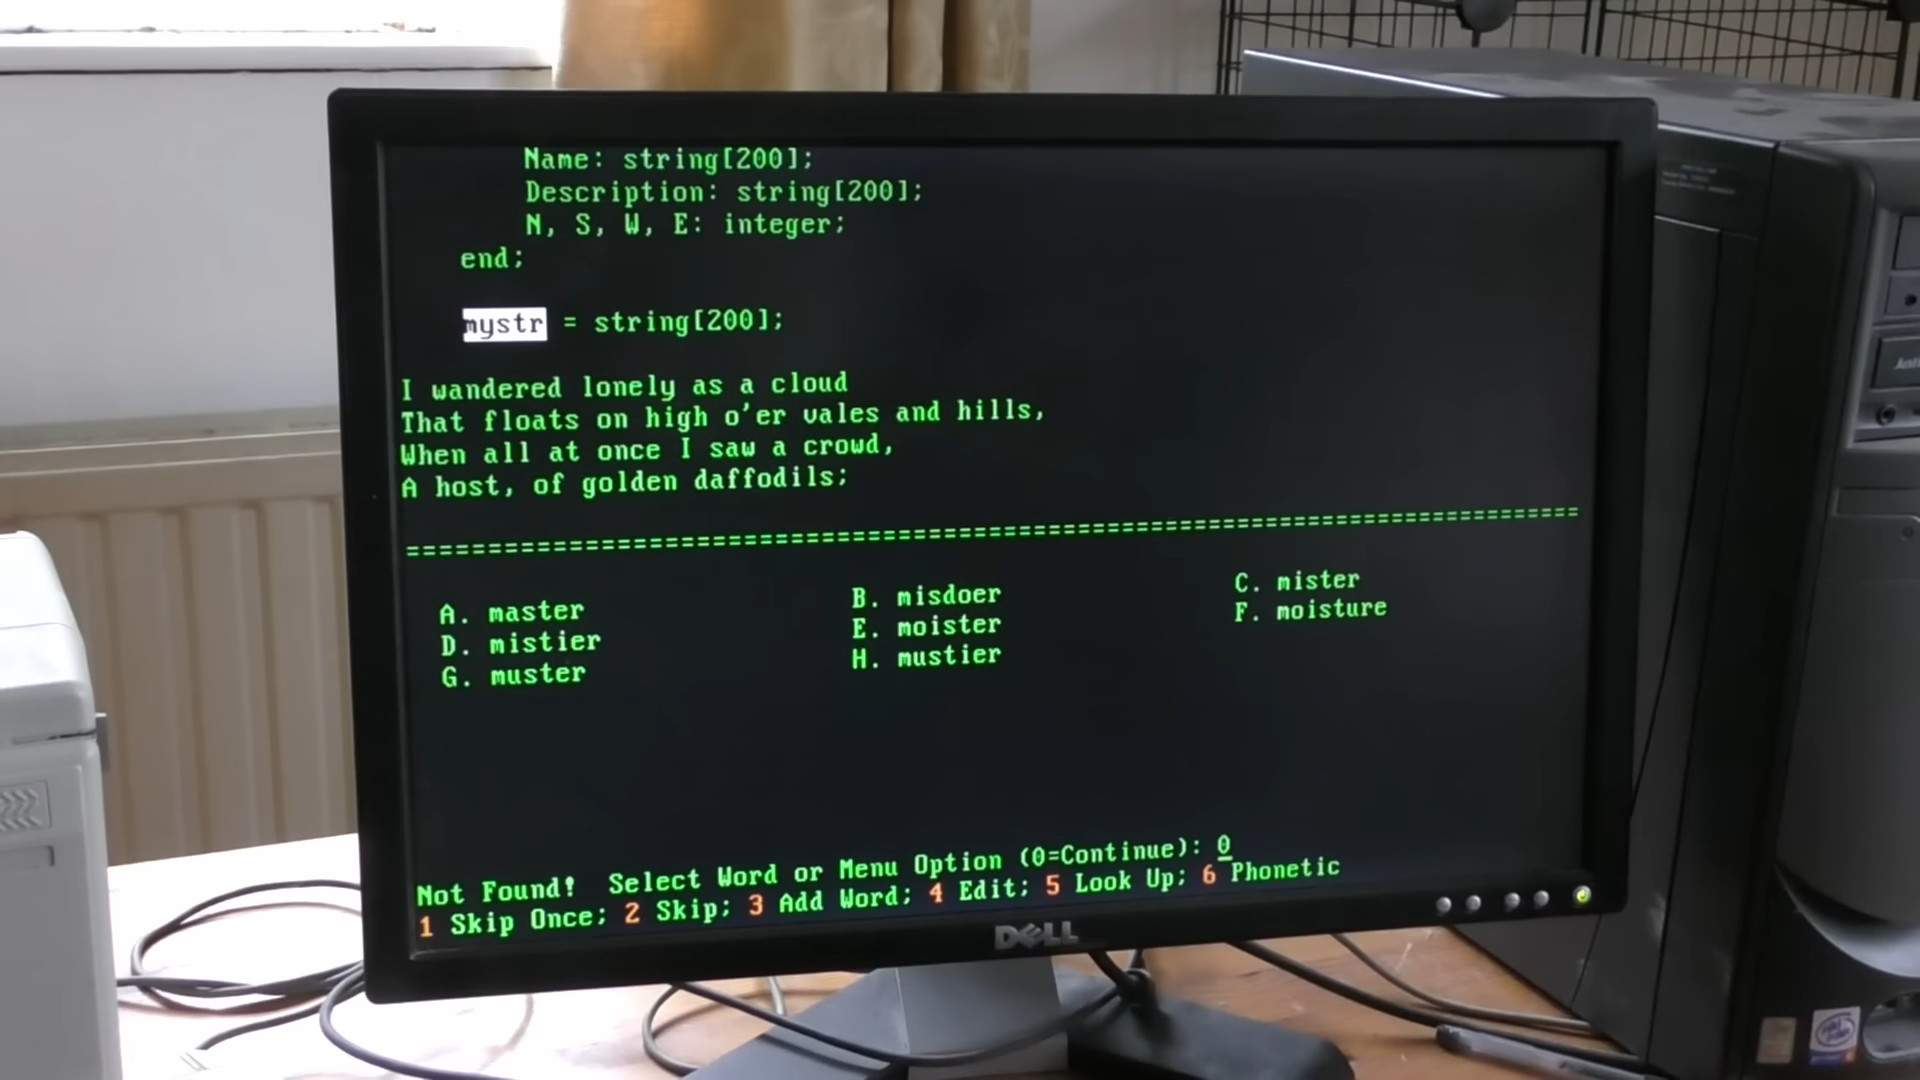 Name: string[200];
Description: string[200];
N, S, W, E: integer;
end;
mystr = string[200];
I wandered lonely as a cloud
That floats on high o'er vales and hills,
When all at once I saw a crowd,
A host, of golden daffodils;
================================================================================
A. master B. misdoer C. mister
D. mistier E. moister F. moisture
G. muster H. mustier
Not Found! Select Word or Menu Option (0=Continue): 0
1 Skip Once; 2 Skip; 3 Add Word; 4 Edit; 5 Look Up; 6 Phonetic
DELL